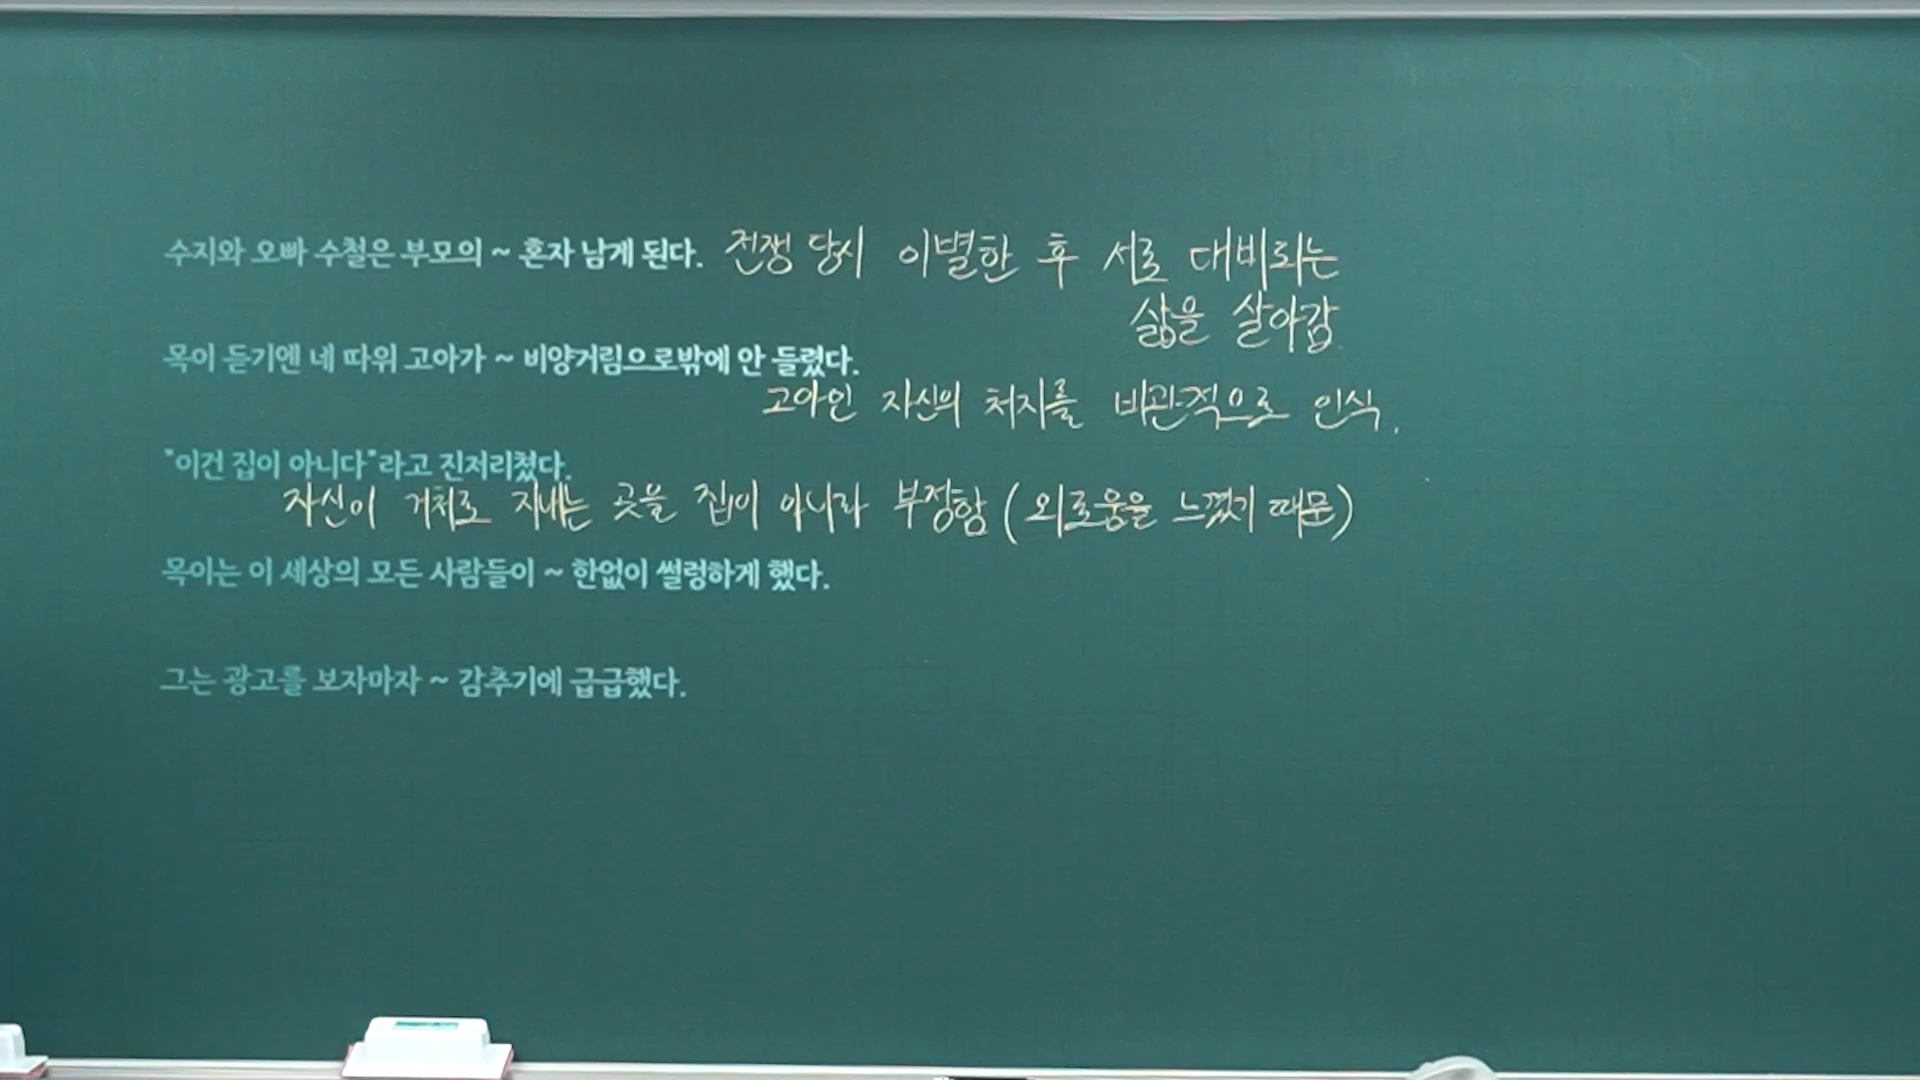 수지와 오빠 수철은 부모의 ~ 혼자 남게 된다. 전쟁 당시 이별한 후 서로 대비되는
삶을 살아감.
목이 듣기엔 네 따위 고아가 ~ 비양거림으로밖에 안 들렸다.
고아인 자신의 처지를 비관적으로 인식.
"이건 집이 아니다"라고 진저리쳤다.
자신이 거처로 지내는 곳을 집이 아니라 부정함 (외로움을 느꼈기 때문)
목이는 이 세상의 모든 사람들이 ~ 한없이 썰렁하게 했다.
그는 광고를 보자마자 ~ 감추기에 급급했다.